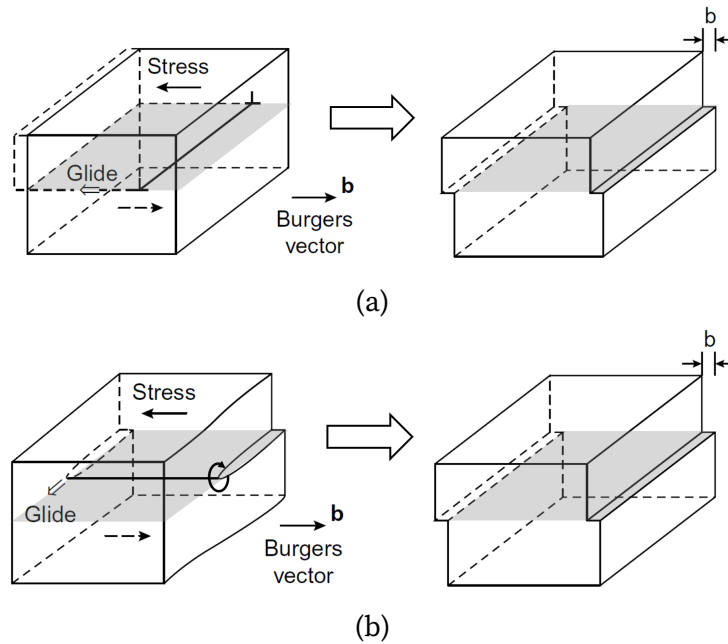 b
Stress
Glide
b
Burgers
vector
(a)
b
Stress
Glide
b
Burgers
vector
(b)